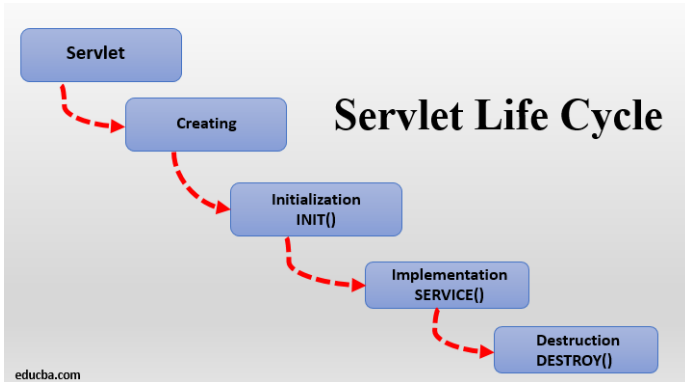 Servlet
Servlet Life Cycle
Creating
Initialization
INIT()
Implementation
SERVICE()
Destruction
DESTROY()
educba.com